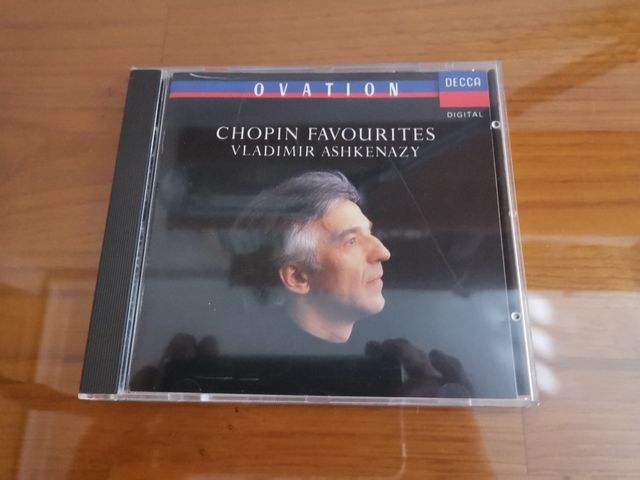 OVATION
DECCA
DIGITAL
CHOPIN FAVOURITES
VLADIMIR ASHKENAZY